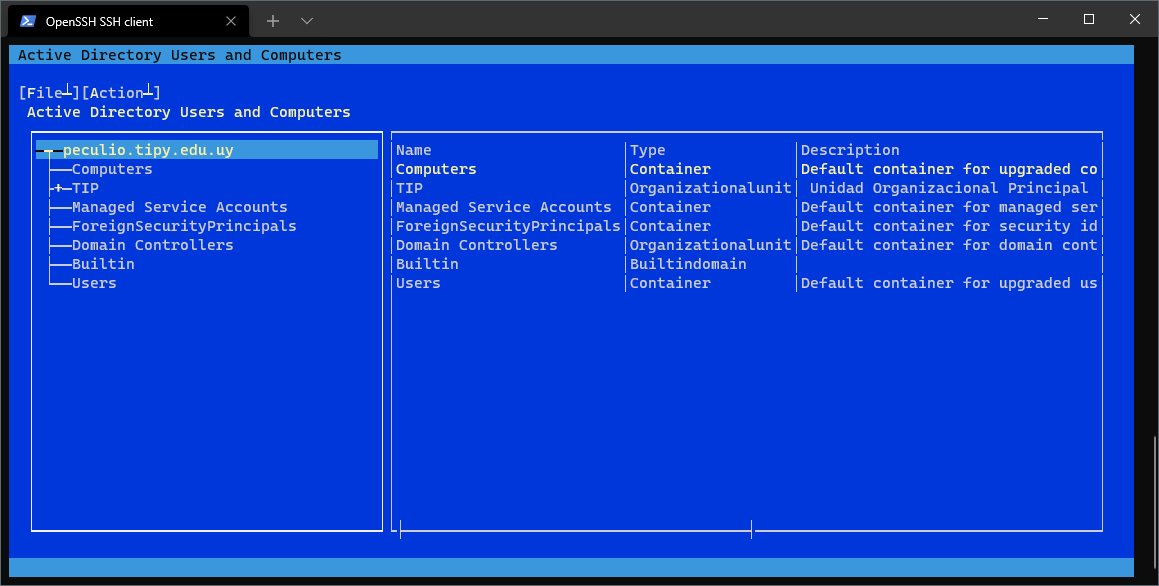 OpenSSH SSH client
Active Directory Users and Computers
[File┴][Action┴]
Active Directory Users and Computers
peculio.tipy.edu.uy
Computers
TIP
Managed Service Accounts
ForeignSecurityPrincipals
Domain Controllers
Builtin
Users
Name Type Description
Computers Container Default container for upgraded co
TIP Organizationalunit Unidad Organizacional Principal
Managed Service Accounts Container Default container for managed ser
ForeignSecurityPrincipals Container Default container for security id
Domain Controllers Organizationalunit Default container for domain cont
Builtin Builtindomain
Users Container Default container for upgraded us